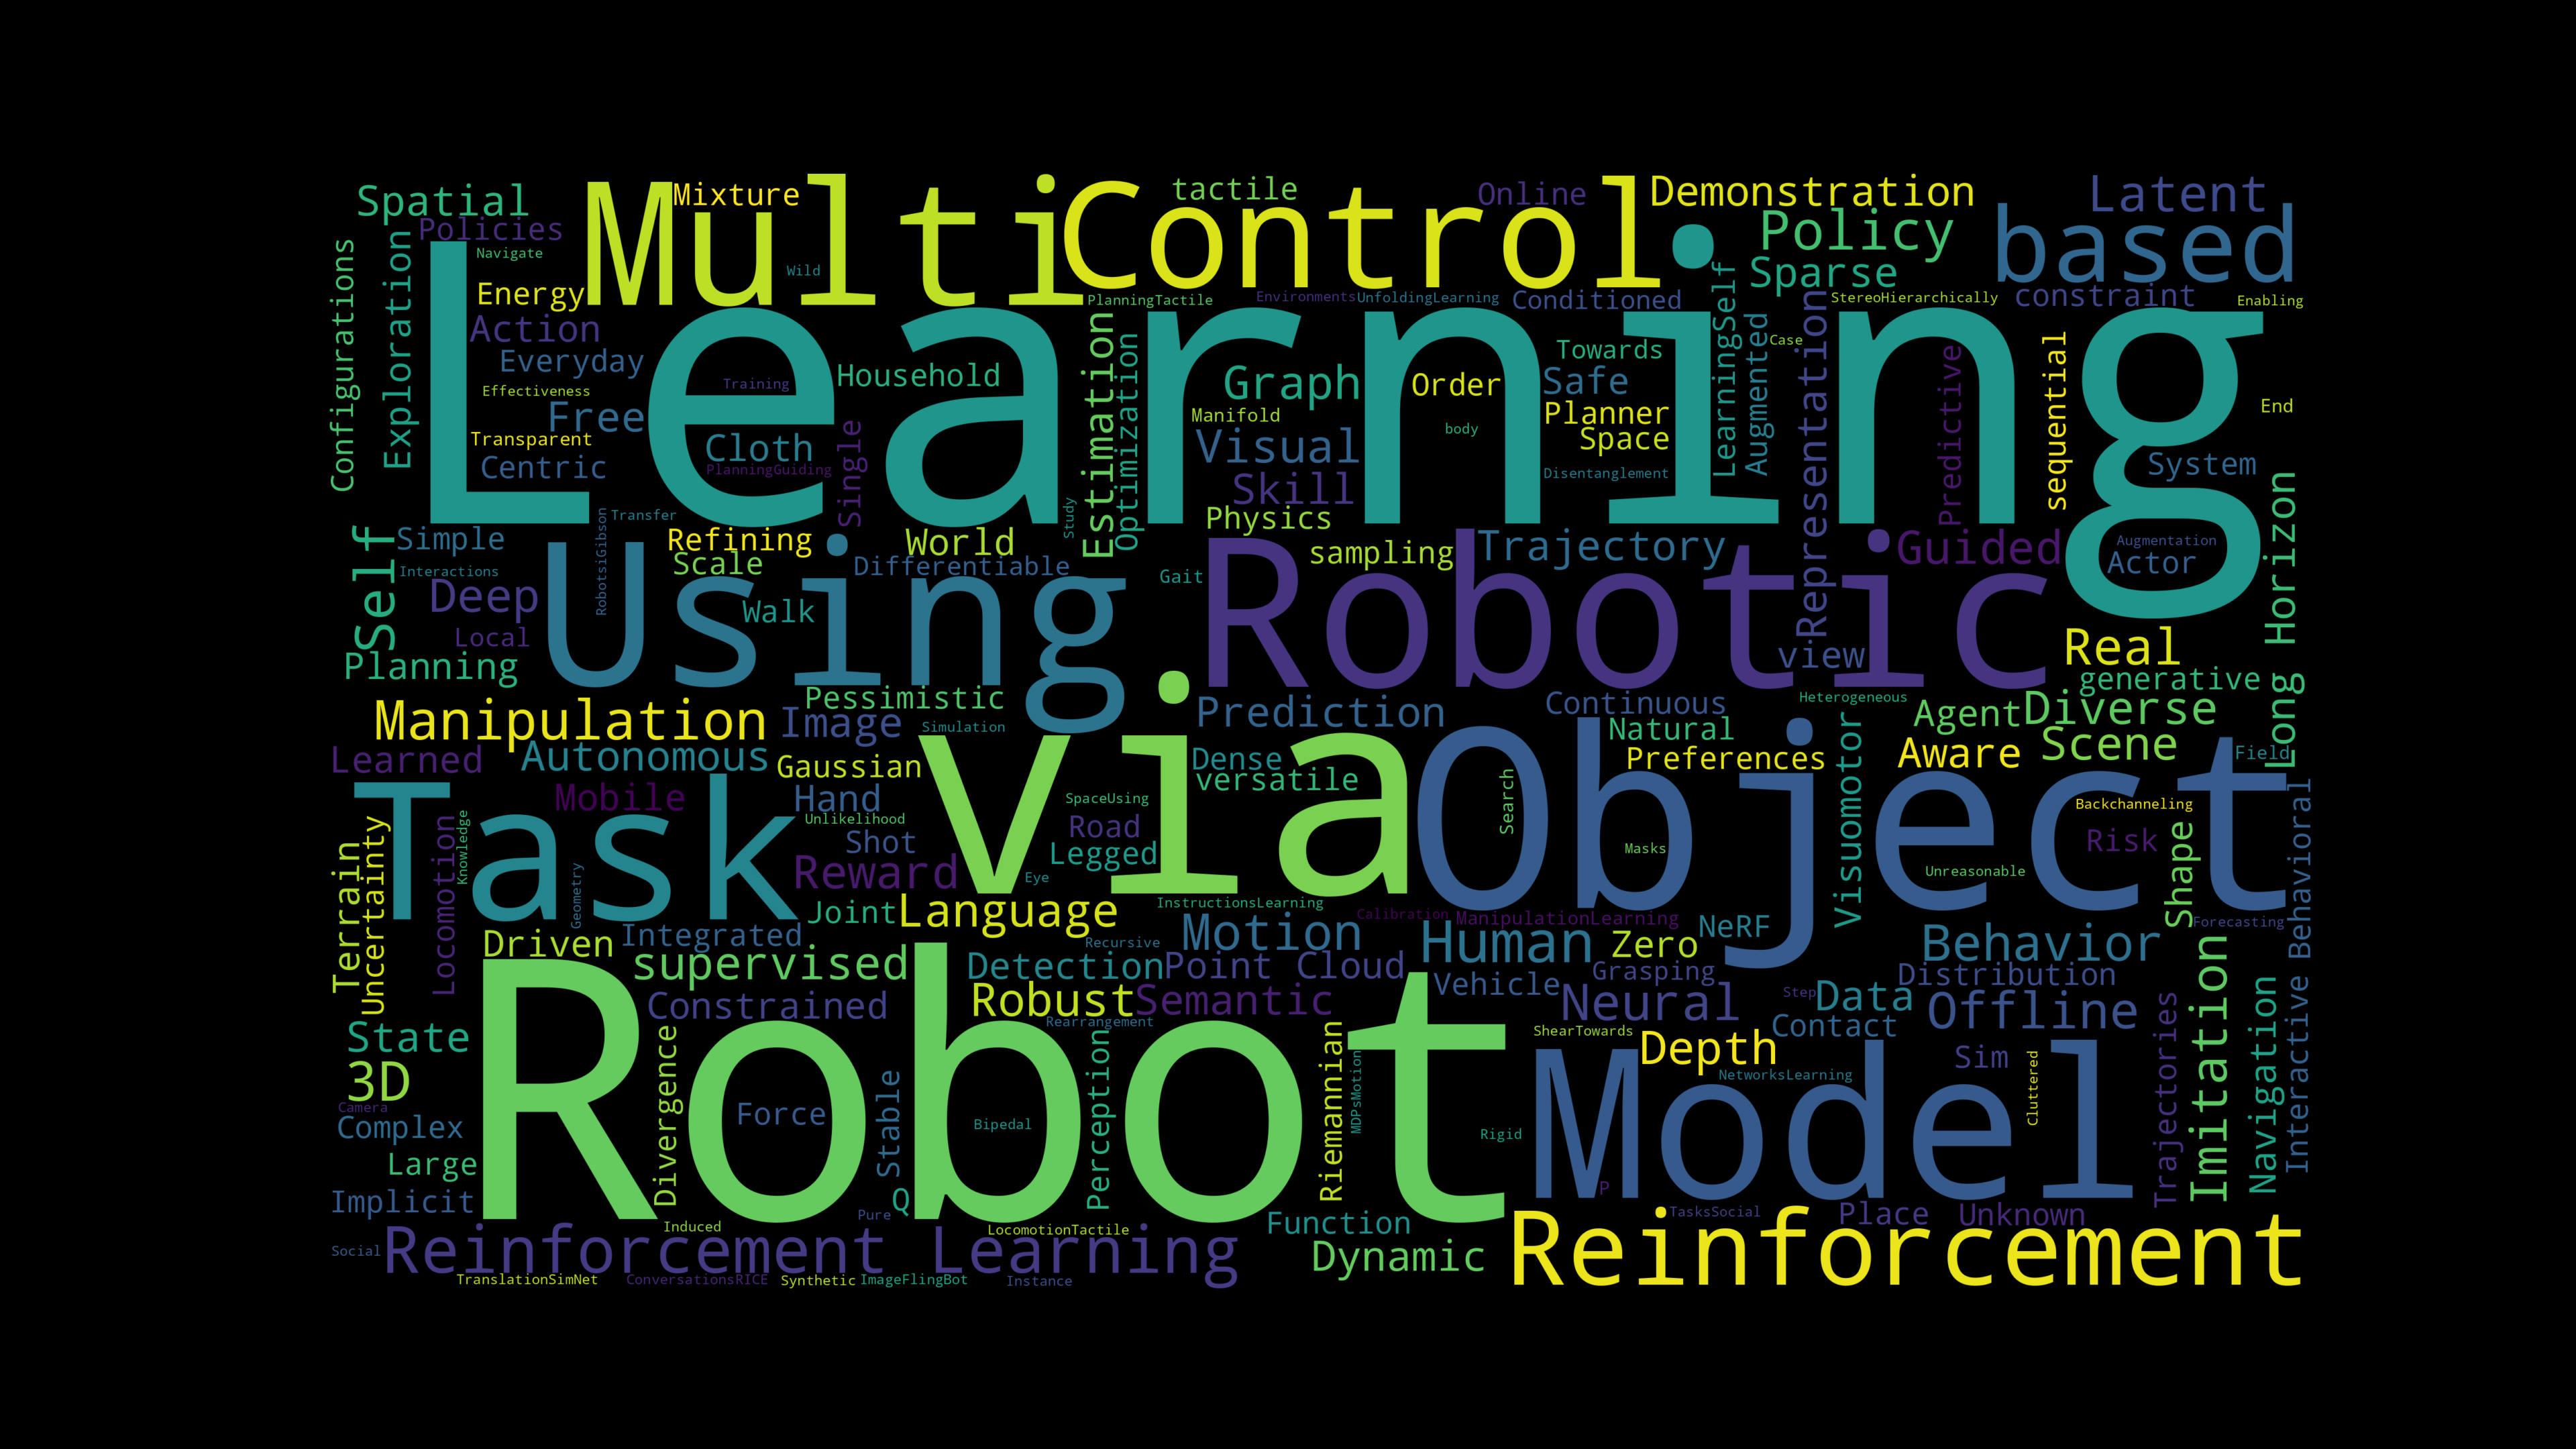 Spatial
Policies
Navigate
Multi
Mixture
Wild
Control
tactile
Online
Demonstration
Policy
Sparse
Latent
based
Configurations
Exploration
Energy
Action
Everyday
Effectiveness
Free
Transparent
Centric
Learning
Training
Household
Cloth
PlanningGuiding
Single
PlanningTactile
Environments
UnfoldingLearning
Conditioned
Estimation
Optimization
Study
Graph
Manifold
Visual
Skill
Physics
Order
body
Towards
Safe
Planner
Space
Disentanglement
LearningSelf
Augmented
Case
Representation
StereoHierarchically
Predictive
constraint
Enabling
sequential
End
System
Self
Simple
Interactions
Deep
Local
Planning
Transfer
RobotsiGibson
Refining
Scale
Using
Walk
World
Differentiable
Gait
sampling
Trajectory
Robotic
Guided
view
Augmentation
Actor
Long Horizon
Real
generative
Manipulation
Pessimistic
Image
Simulation
Learned
Autonomous
Gaussian
Mobile
Hand
Unlikelihood
Shot
Task
Reward
via
SpaceUsing
Road
Legged
Eye
Prediction
Dense
versatile
Continuous
Natural
Preferences
Search
Masks
Object
Heterogeneous
Visuomotor
Agent
Diverse
Aware
Scene
Field
Backchanneling
Risk
Unreasonable
Shape
Forecasting
Interactive Behavioral
Terrain
Uncertainty
Locomotion
Knowledge
Geometry
Joint
Language
InstructionsLearning
Calibration
ManipulationLearning
Driven
Integrated
supervised
Recursive
Motion
Human
Zero
NeRF
Behavior
Detection
Point Cloud
Vehicle
Grasping
Distribution
Constrained
Robust
Semantic
Neural
Step
Data
Offline
Rearrangement
ShearTowards
Contact
State
3D
Camera
Complex
Large
Implicit
Robot
Divergence
Force
Stable
Q
Bipedal
Perception
Riemannian
MDPsMotion
Rigid
Depth
NetworksLearning
Sim
Cluttered
Model
P
Trajectories
Imitation
Navigation
Pure
Induced
LocomotionTactile
Function
Dynamic
TasksSocial
Place
Unknown
Social
Reinforcement Learning
Reinforcement
TranslationSimNet
ConversationsRICE
Synthetic
ImageFlingBot
Instance